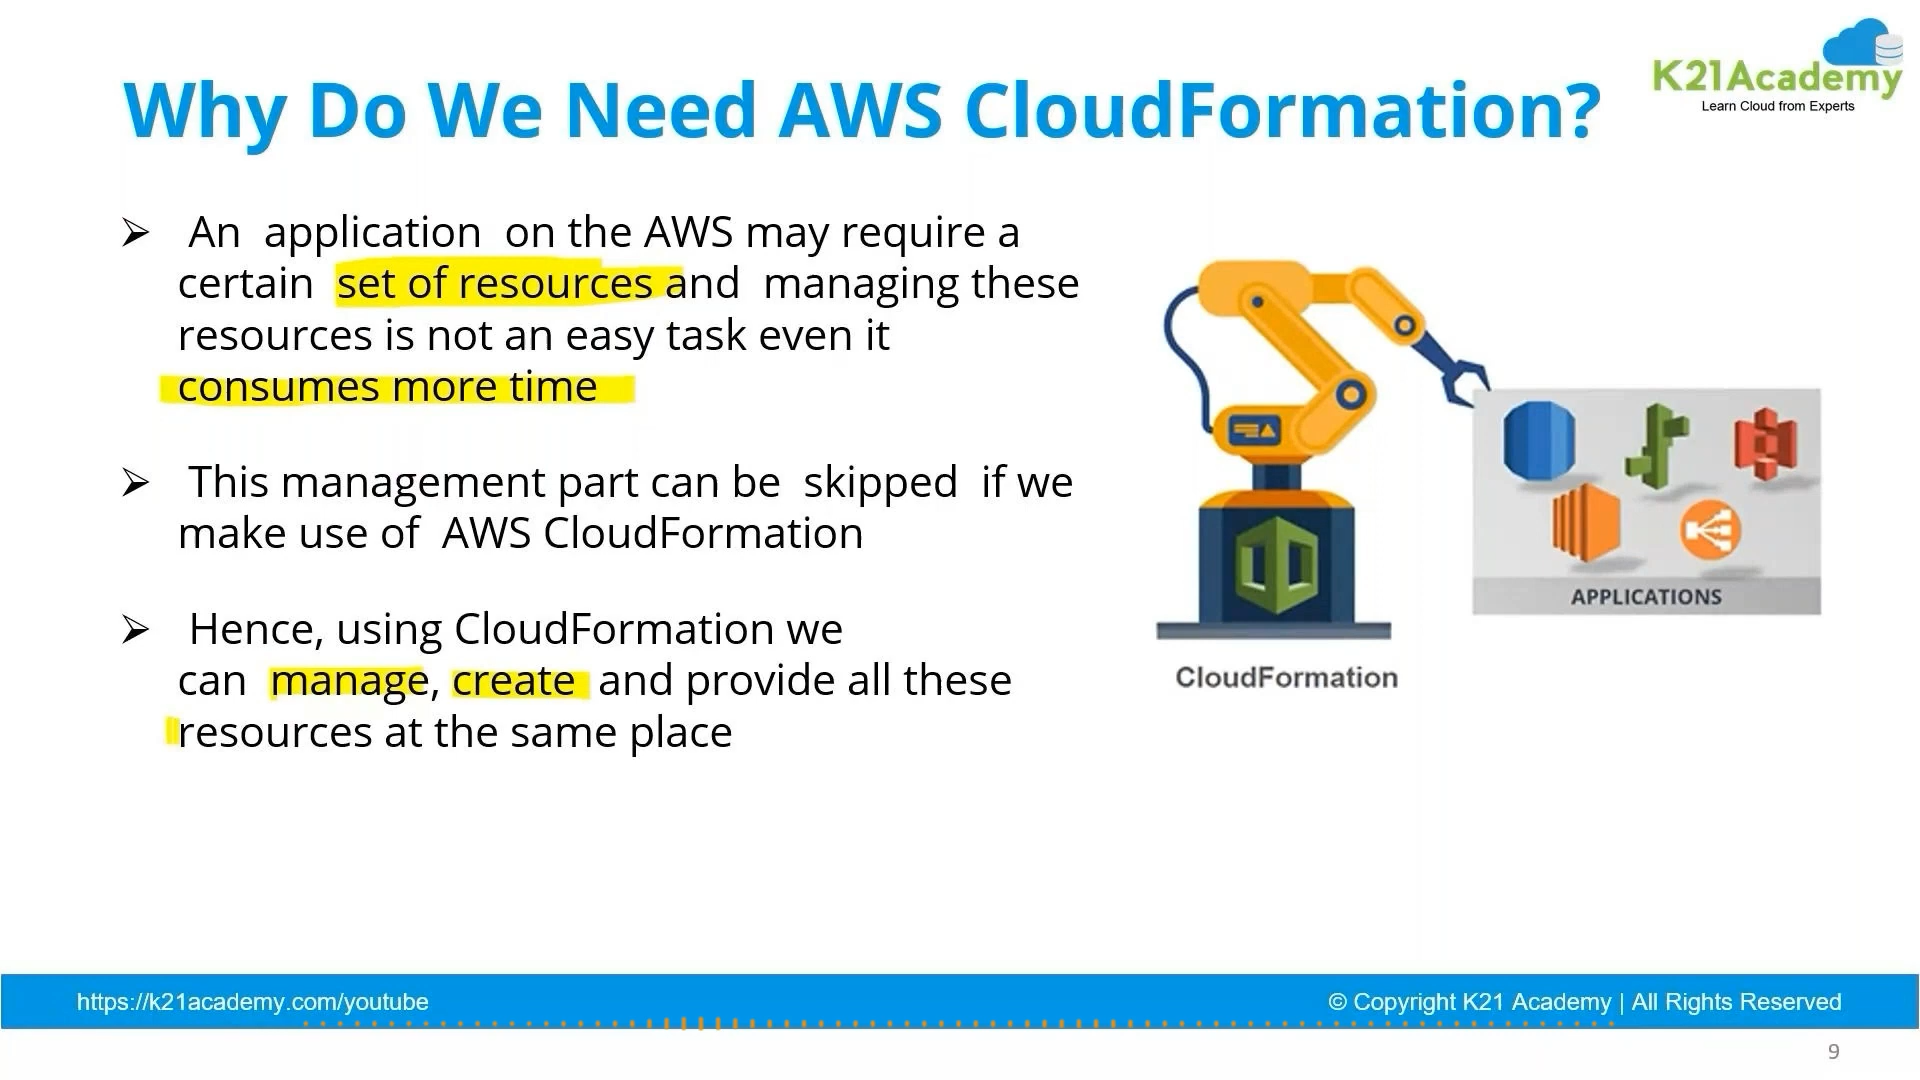 Why Do We Need AWS CloudFormation?
K21Academy
Learn Cloud from Experts
➢ An application on the AWS may require a
certain set of resources and managing these
resources is not an easy task even it
consumes more time
➢ This management part can be skipped if we
make use of AWS CloudFormation
➢ Hence, using CloudFormation we
can manage, create and provide all these
resources at the same place
APPLICATIONS
CloudFormation
https://k21academy.com/youtube
© Copyright K21 Academy | All Rights Reserved
9